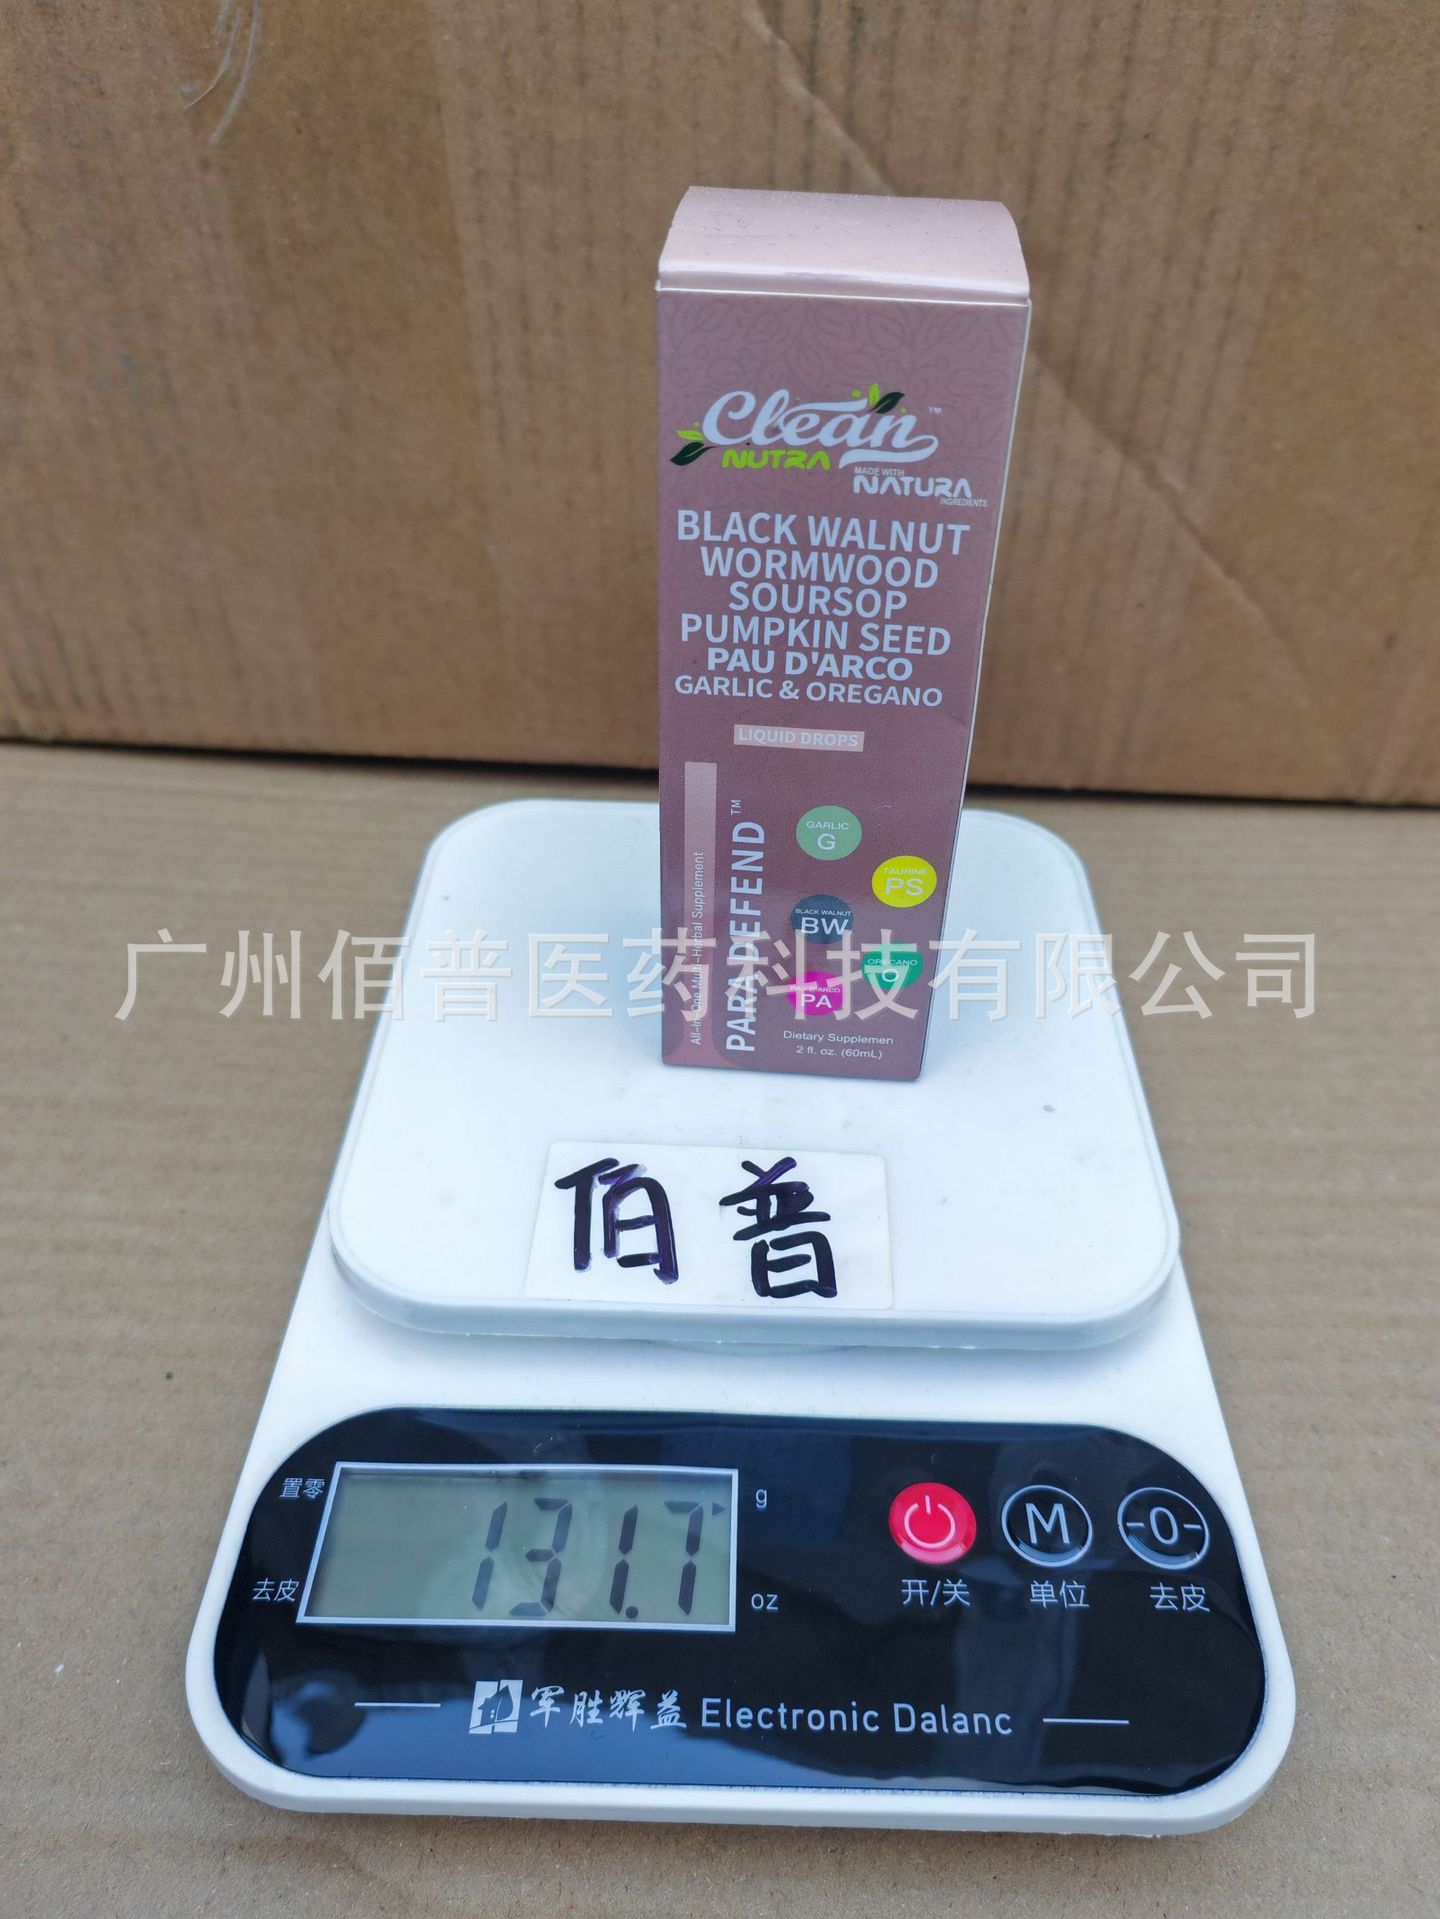 Clean™
NUTRA
MADE WITH
NATURA
INGREDIENTS
BLACK WALNUT
WORMWOOD
SOURSOP
PUMPKIN SEED
PAU D'ARCO
GARLIC & OREGANO
LIQUID DROPS
All-In-One Multi-Herbal Supplement
PARA DEFEND™
GARLIC
G
TAURINE
PS
BLACK WALNUT
BW
OREGANO
O
PAU D'ARCO
PA
Dietary Supplemen
2 fl. oz. (60mL)
广州佰普医药科技有限公司
佰普
置零
131.7
g
去皮
oz
M
-0-
开/关
单位
去皮
军胜辉益 Electronic Dalanc